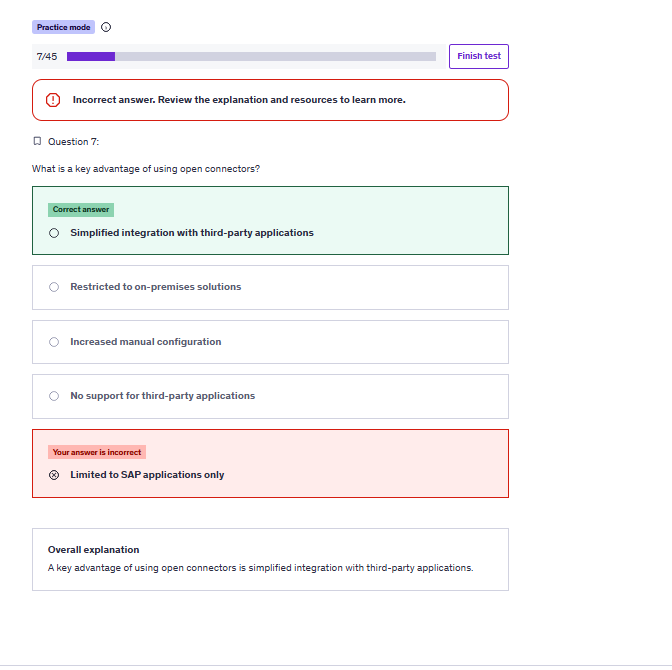 Practice mode
7/45
Finish test
Incorrect answer. Review the explanation and resources to learn more.
Question 7:
What is a key advantage of using open connectors?
Correct answer
Simplified integration with third-party applications
Restricted to on-premises solutions
Increased manual configuration
No support for third-party applications
Your answer is incorrect
Limited to SAP applications only
Overall explanation
A key advantage of using open connectors is simplified integration with third-party applications.